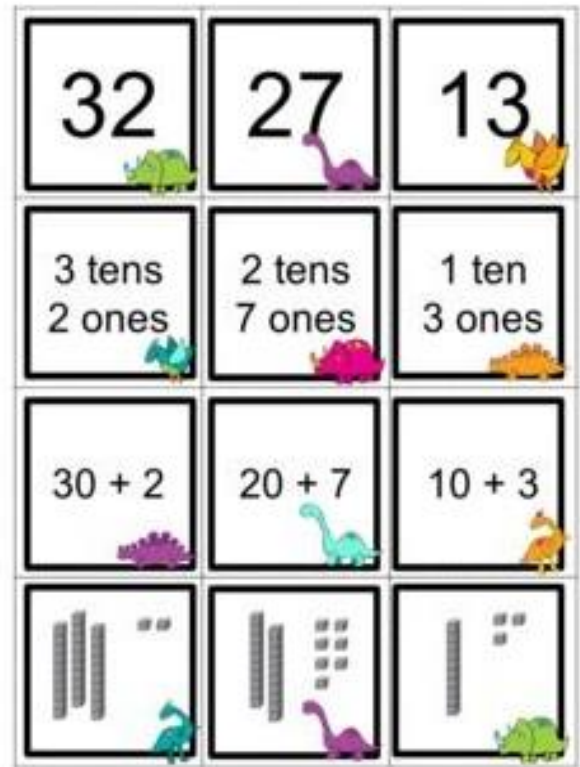 32
27
13
3 tens
2 ones
2 tens
7 ones
1 ten
3 ones
30 + 2
20 + 7
10 + 3